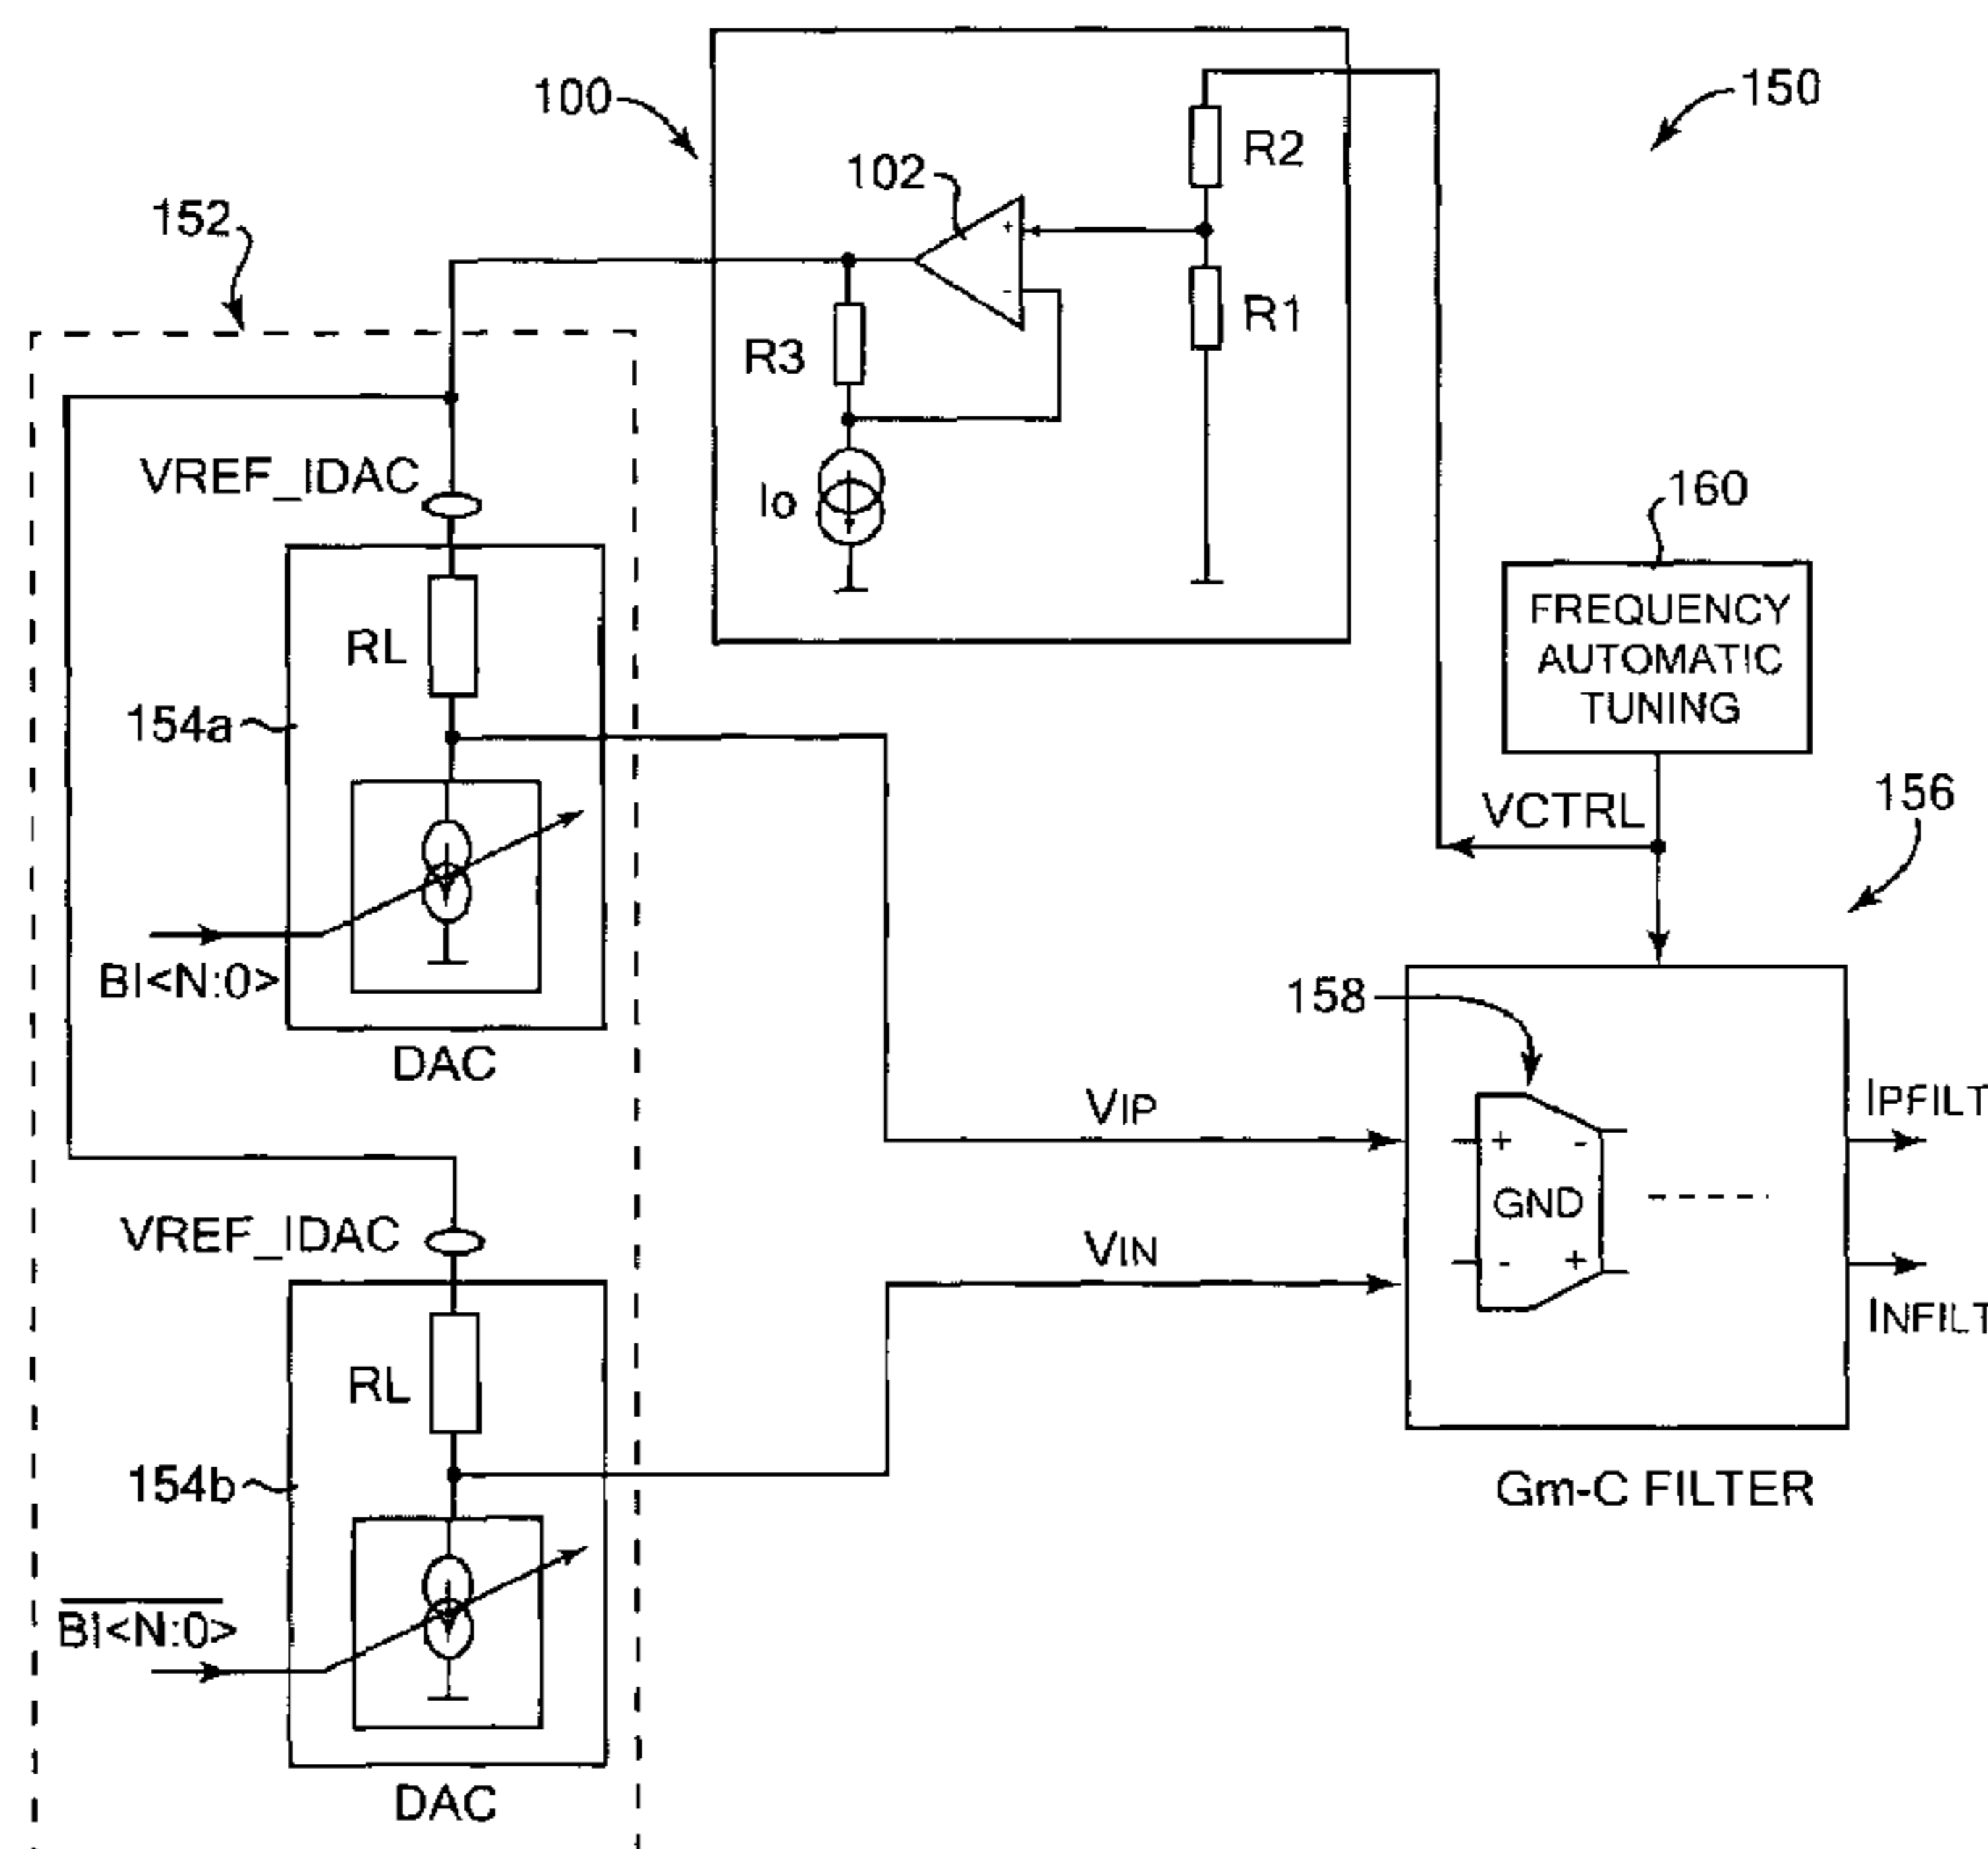 100
150
R2
102
152
+
R1
-
R3
VREF_IDAC
Io
160
FREQUENCY
AUTOMATIC
TUNING
RL
154a
VCTRL
156
BI<N:0>
158
DAC
VIP
IPFILT
+ -
GND
VREF_IDAC
VIN
- +
INFILT
RL
154b
Gm-C FILTER
BI<N:0>
DAC